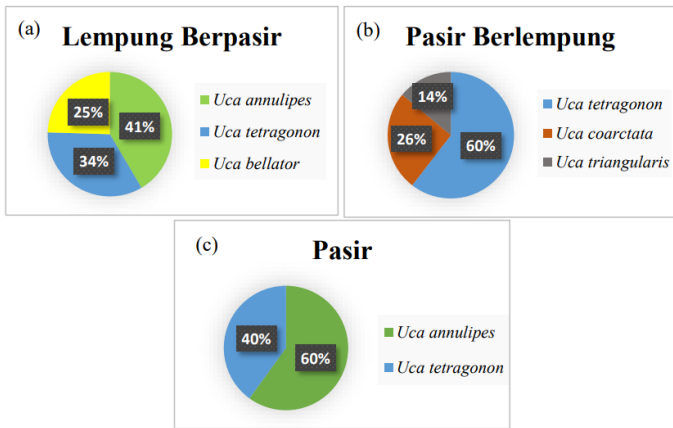 (a)
Lempung Berpasir
25%
41%
34%
Uca annulipes
Uca tetragonon
Uca bellator
(b)
Pasir Berlempung
14%
26%
60%
Uca tetragonon
Uca coarctata
Uca triangularis
(c)
Pasir
40%
60%
Uca annulipes
Uca tetragonon